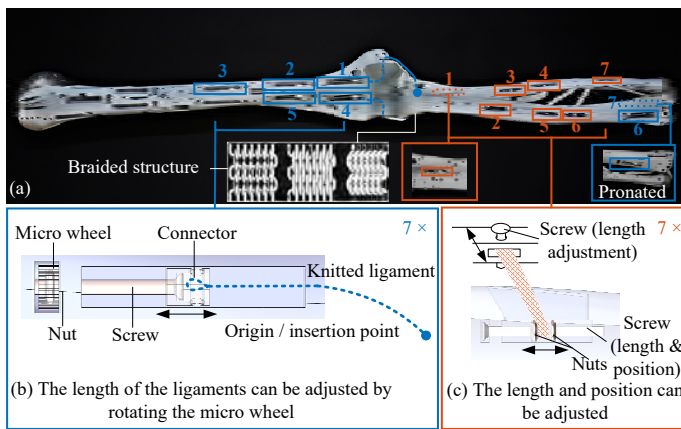 3
2
1
5
4
1
3
4
7
2
5
6
7
6
Braided structure
Pronated
(a)
Micro wheel
Connector
7 ×
Knitted ligament
Nut
Screw
Origin / insertion point
(b) The length of the ligaments can be adjusted by
rotating the micro wheel
Screw (length
adjustment)
7 ×
Screw
(length &
position)
Nuts
(c) The length and position can
be adjusted